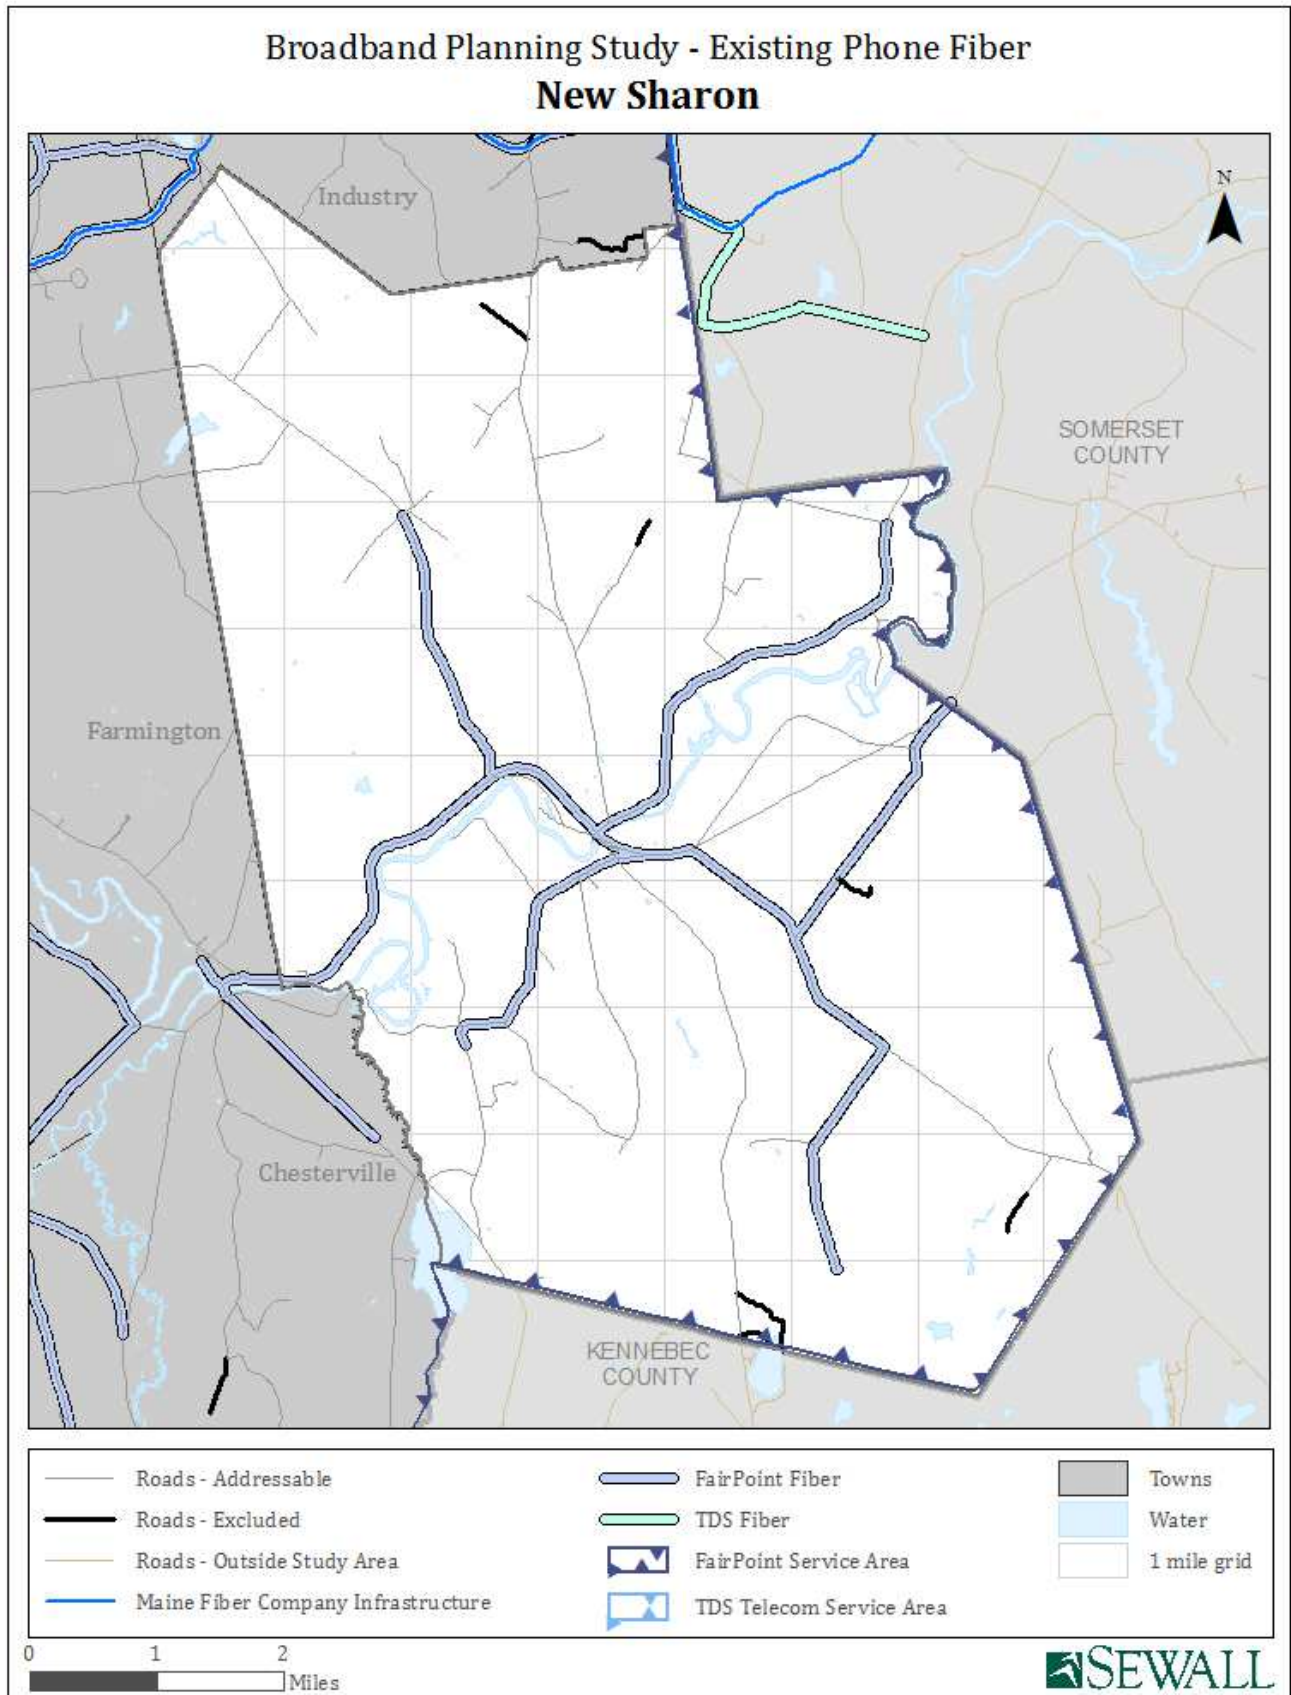 Broadband Planning Study - Existing Phone Fiber
New Sharon
Industry
N
SOMERSET
COUNTY
Farmington
Chesterville
KENNEBEC
COUNTY
Roads - Addressable
Roads - Excluded
Roads - Outside Study Area
Maine Fiber Company Infrastructure
FairPoint Fiber
TDS Fiber
FairPoint Service Area
TDS Telecom Service Area
Towns
Water
1 mile grid
0 1 2
Miles
SEWALL